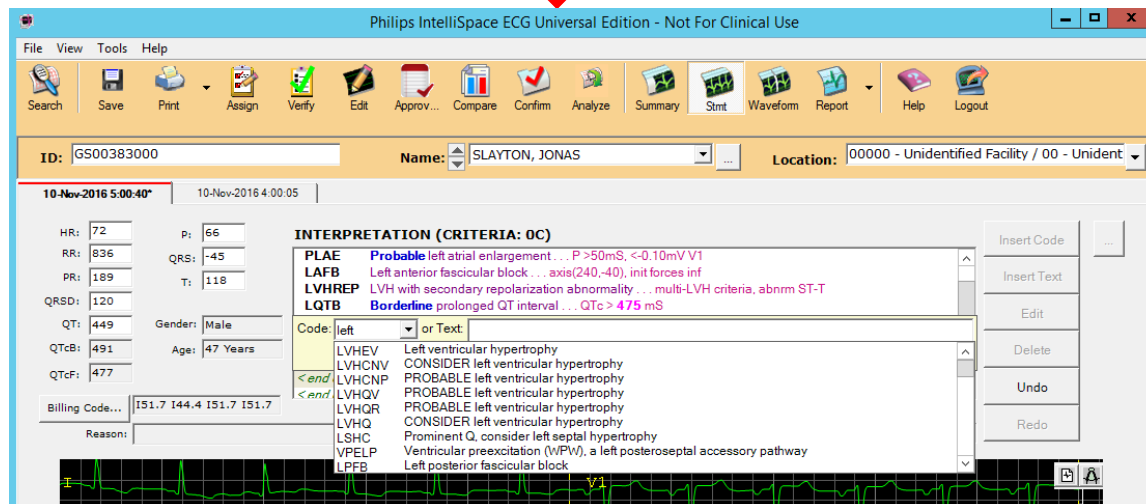 Philips IntelliSpace ECG Universal Edition - Not For Clinical Use
File View Tools Help
Search Save Print Assign Verify Edit Approv... Compare Confirm Analyze Summary Stmt Waveform Report Help Logout
ID: GS00383000 Name: SLAYTON, JONAS ... Location: 00000 - Unidentified Facility / 00 - Unident
10-Nov-2016 5:00:40* 10-Nov-2016 4:00:05
HR: 72 P: 66
RR: 836 QRS: -45
PR: 189 T: 118
QRSD: 120
QT: 449 Gender: Male
QTcB: 491 Age: 47 Years
QTcF: 477
Billing Code... I51.7 I44.4 I51.7 I51.7
Reason:
INTERPRETATION (CRITERIA: 0C)
PLAE Probable left atrial enlargement . . . P >50mS, <-0.10mV V1
LAFB Left anterior fascicular block . . . axis(240,-40), init forces inf
LVHREP LVH with secondary repolarization abnormality . . . multi-LVH criteria, abnrm ST-T
LQTB Borderline prolonged QT interval . . . QTc > 475 mS
Code: left or Text:
LVHEV Left ventricular hypertrophy
LVHCNV CONSIDER left ventricular hypertrophy
LVHCNP PROBABLE left ventricular hypertrophy
LVHQV PROBABLE left ventricular hypertrophy
LVHQR PROBABLE left ventricular hypertrophy
LVHQ CONSIDER left ventricular hypertrophy
LSHC Prominent Q, consider left septal hypertrophy
VPELP Ventricular preexcitation (WPW), a left posteroseptal accessory pathway
LPFB Left posterior fascicular block
<end
<end
Insert Code ...
Insert Text
Edit
Delete
Undo
Redo
I V1